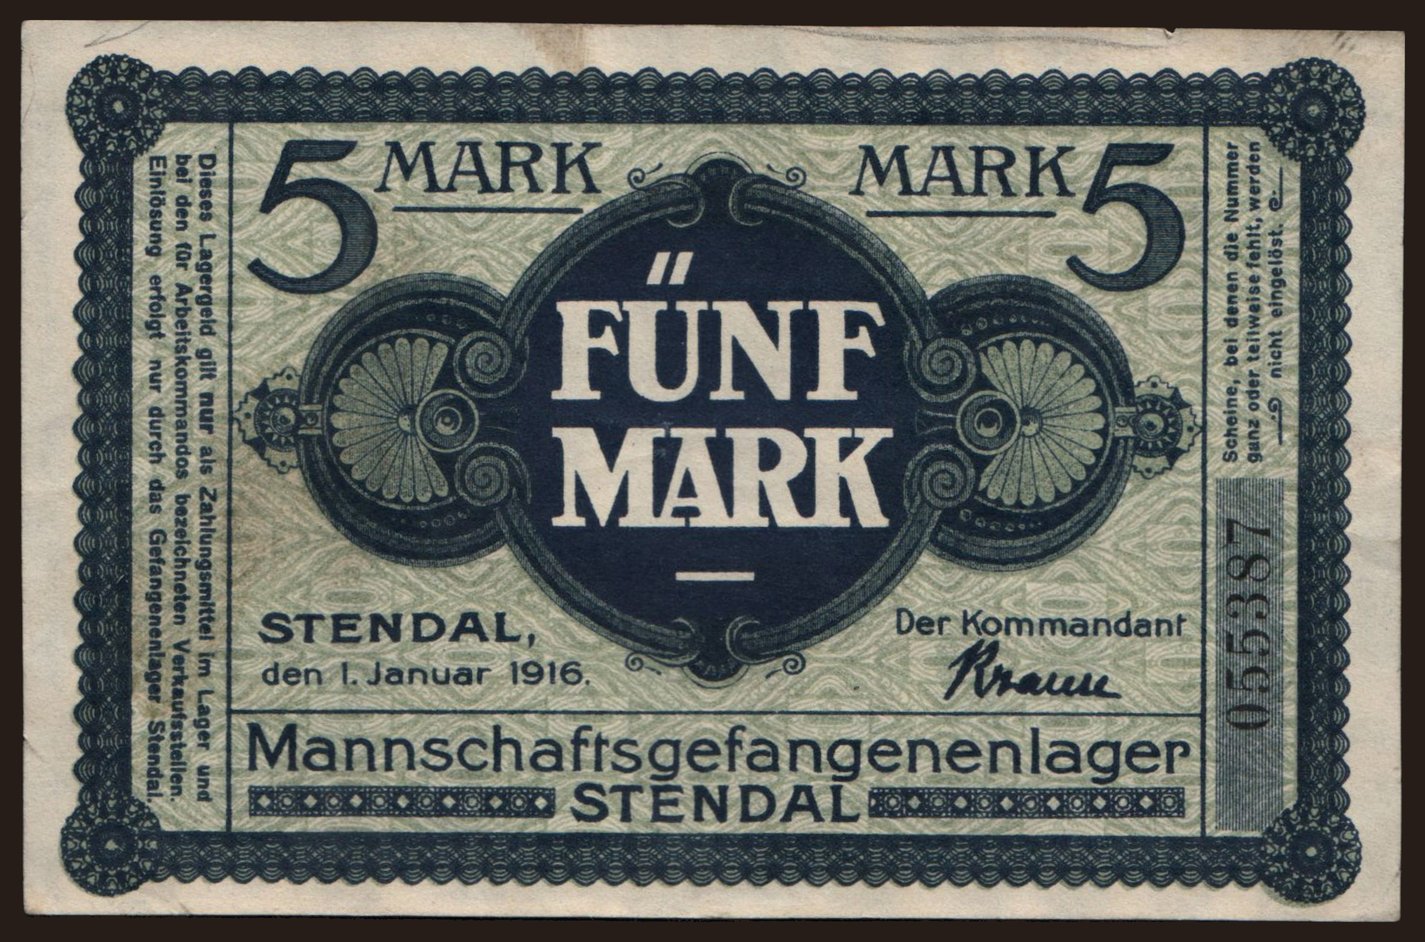 5 MARK MARK 5
FÜNF
MARK
STENDAL,
den 1. Januar 1916.
Der Kommandant
Mannschaftsgefangenenlager
STENDAL
Dieses Lagergeld gilt nur als Zahlungsmittel im Lager und
bei den für Arbeitskommandos bezeichneten Verkaufsstellen.
Einlösung erfolgt nur durch das Gefangenenlager Stendal.
Scheine, bei denen die Nummer
ganz oder teilweise fehlt, werden
nicht eingelöst.
055387